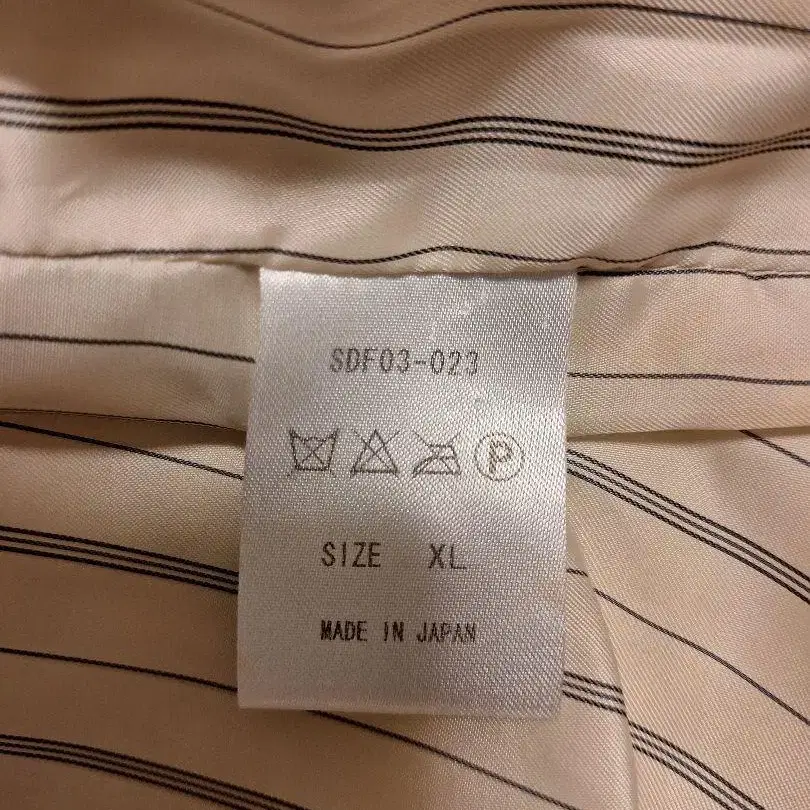 SDF03-023
P
SIZE XL
MADE IN JAPAN